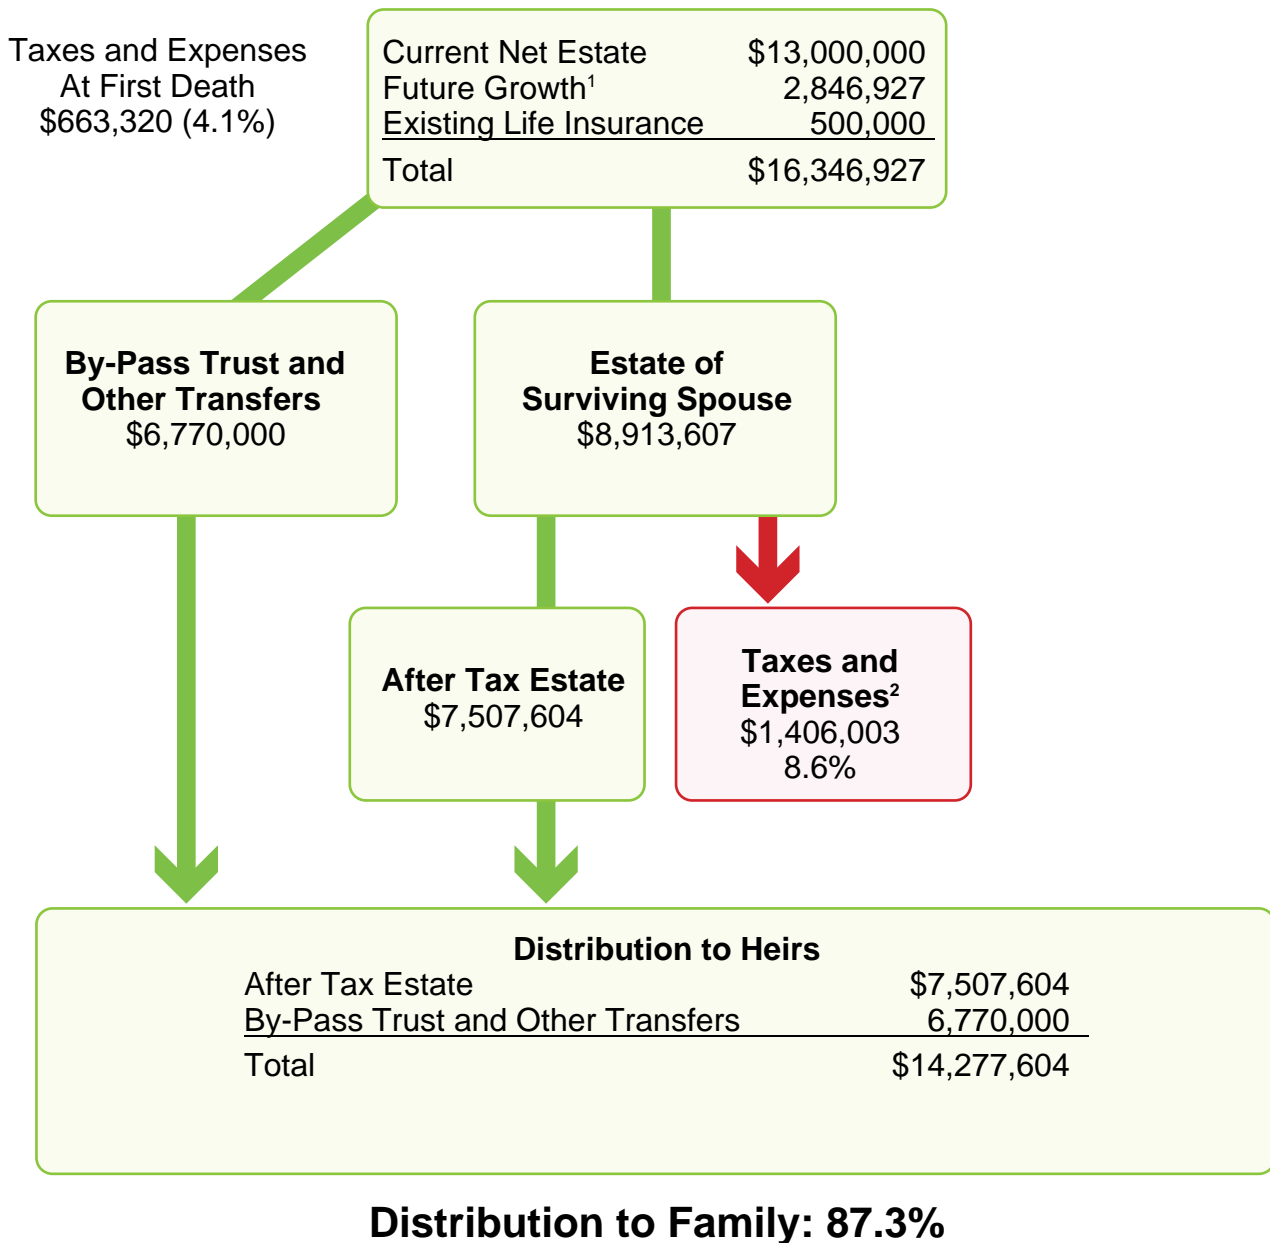 Taxes and Expenses
At First Death
$663,320 (4.1%)
Current Net Estate $13,000,000
Future Growth¹ 2,846,927
Existing Life Insurance 500,000
Total $16,346,927
By-Pass Trust and
Other Transfers
$6,770,000
Estate of
Surviving Spouse
$8,913,607
After Tax Estate
$7,507,604
Taxes and
Expenses²
$1,406,003
8.6%
Distribution to Heirs
After Tax Estate $7,507,604
By-Pass Trust and Other Transfers 6,770,000
Total $14,277,604
Distribution to Family: 87.3%